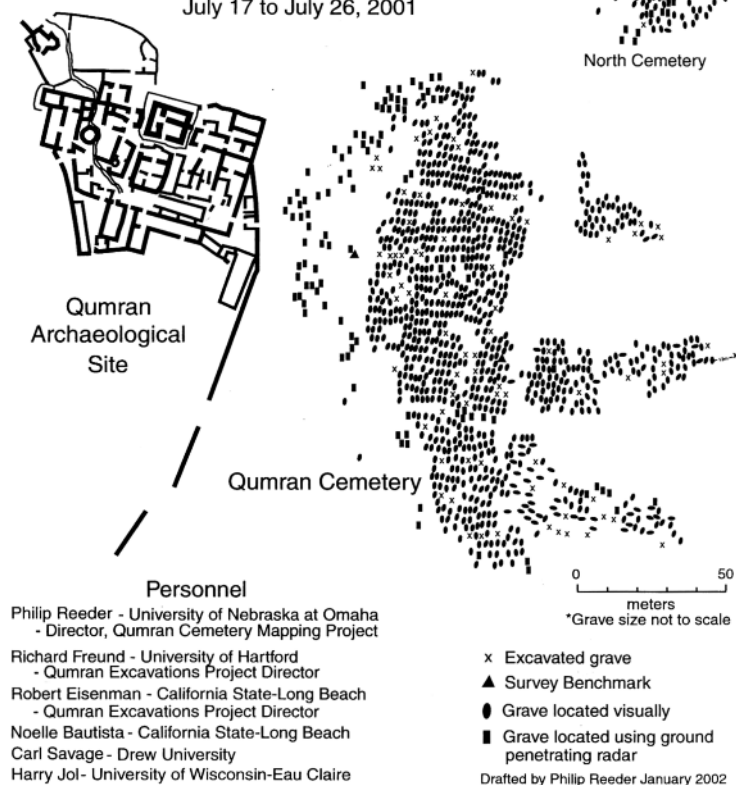 July 17 to July 26, 2001
North Cemetery
Qumran
Archaeological
Site
Qumran Cemetery
Personnel
Philip Reeder - University of Nebraska at Omaha
- Director, Qumran Cemetery Mapping Project
Richard Freund - University of Hartford
- Qumran Excavations Project Director
Robert Eisenman - California State-Long Beach
- Qumran Excavations Project Director
Noelle Bautista - California State-Long Beach
Carl Savage - Drew University
Harry Jol - University of Wisconsin-Eau Claire
0 50
meters
*Grave size not to scale
x Excavated grave
▲ Survey Benchmark
Grave located visually
Grave located using ground
penetrating radar
Drafted by Philip Reeder January 2002